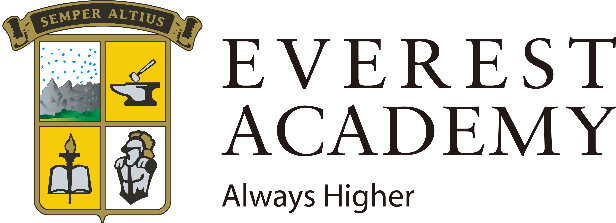 SEMPER ALTIUS
EVEREST
ACADEMY
Always Higher